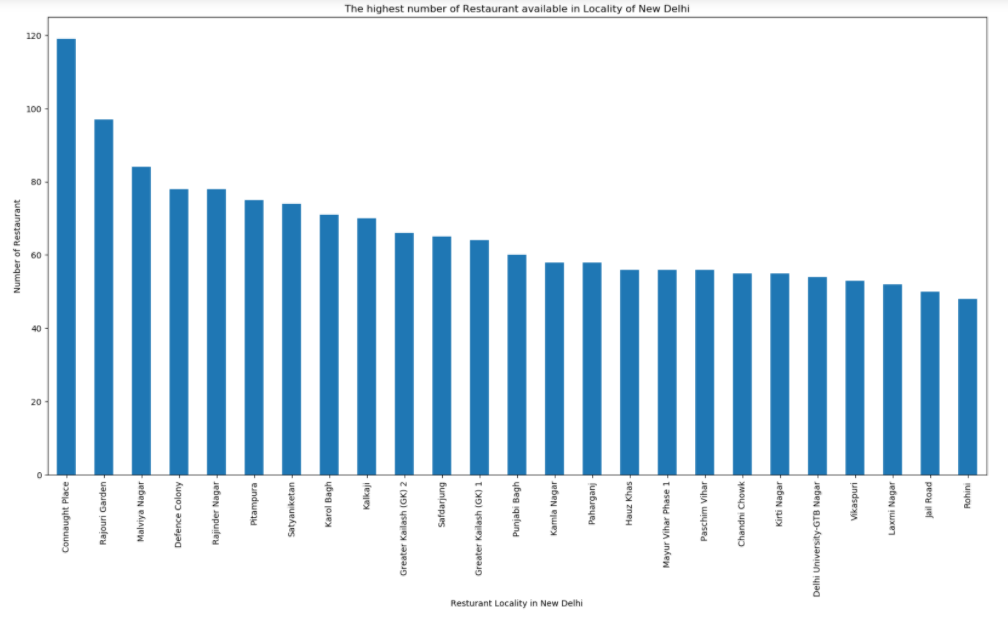 The highest number of Restaurant available in Locality of New Delhi
Number of Restaurant
120
100
80
60
40
20
0
Connaught Place
Rajouri Garden
Malviya Nagar
Defence Colony
Rajinder Nagar
Pitampura
Satyaniketan
Karol Bagh
Kalkaji
Greater Kailash (GK) 2
Safdarjung
Greater Kailash (GK) 1
Punjabi Bagh
Kamla Nagar
Paharganj
Hauz Khas
Mayur Vihar Phase 1
Paschim Vihar
Chandni Chowk
Kirti Nagar
Delhi University-GTB Nagar
Vikaspuri
Laxmi Nagar
Jail Road
Rohini
Resturant Locality in New Delhi